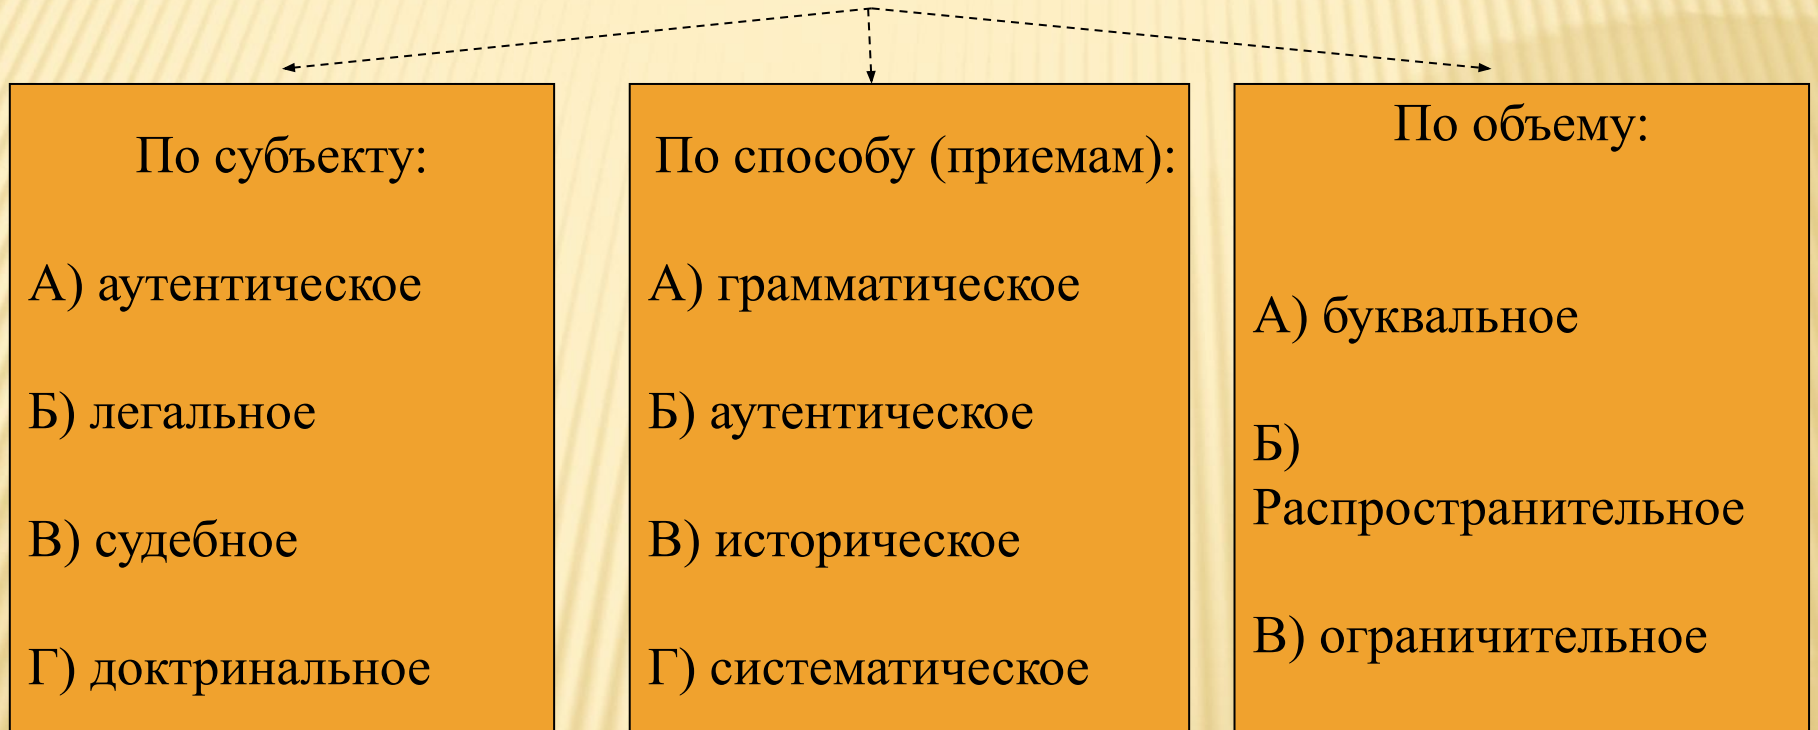 По субъекту:
А) аутентическое
Б) легальное
В) судебное
Г) доктринальное
По способу (приемам):
А) грамматическое
Б) аутентическое
В) историческое
Г) систематическое
По объему:
А) буквальное
Б)
Распространительное
В) ограничительное